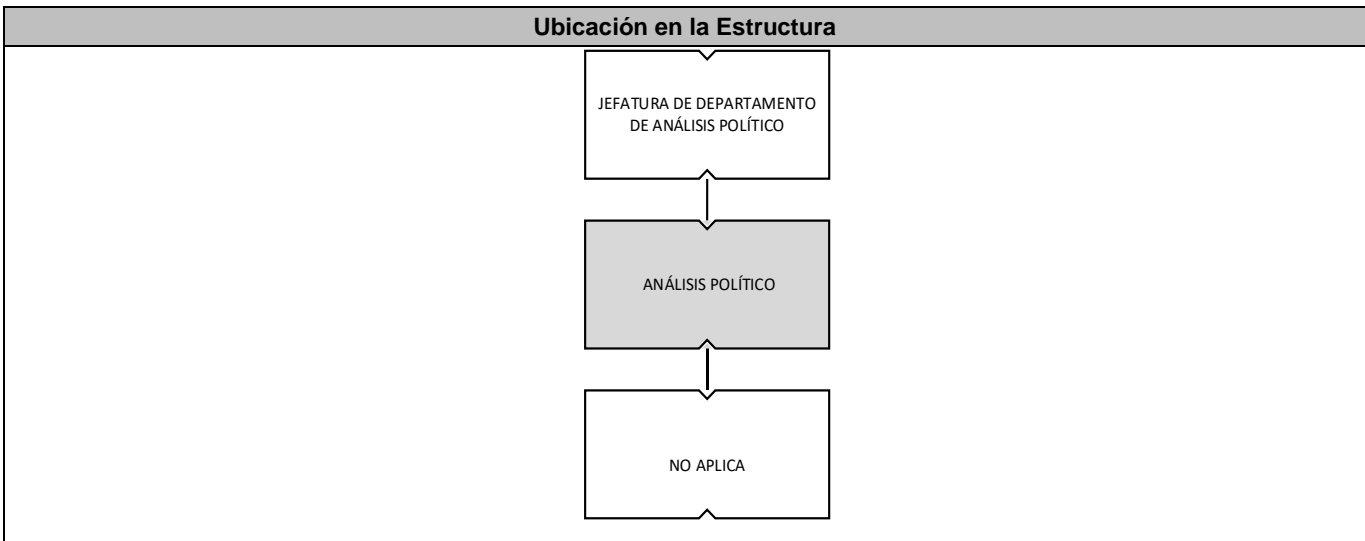 Ubicación en la Estructura
JEFATURA DE DEPARTAMENTO
DE ANÁLISIS POLÍTICO
ANÁLISIS POLÍTICO
NO APLICA